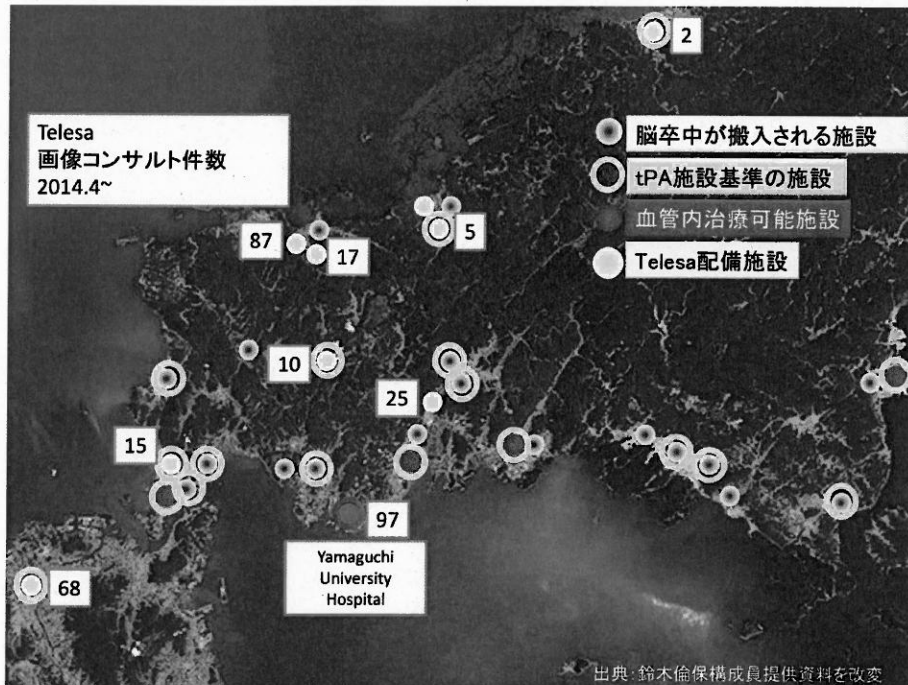 2
Telesa
画像コンサルト件数
2014.4~
脳卒中が搬入される施設
tPA施設基準の施設
血管内治療可能施設
Telesa配備施設
87
17
5
10
25
15
97
Yamaguchi
University
Hospital
68
出典:鈴木倫保構成員提供資料を改変